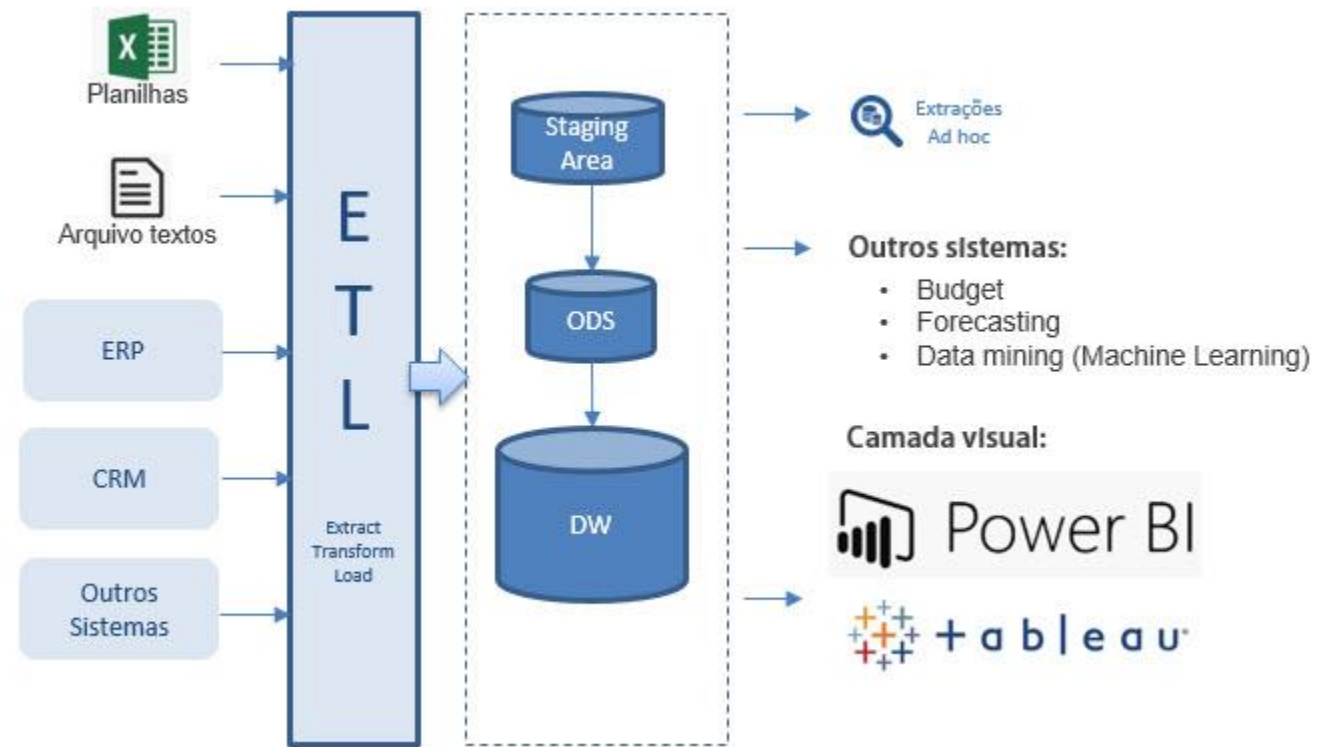 X
Planilhas
Arquivo textos
ERP
CRM
Outros
Sistemas
E
T
L
Extract
Transform
Load
Staging
Area
ODS
DW
Extrações
Ad hoc
Outros sistemas:
• Budget
• Forecasting
• Data mining (Machine Learning)
Camada visual:
Power BI
+ableau